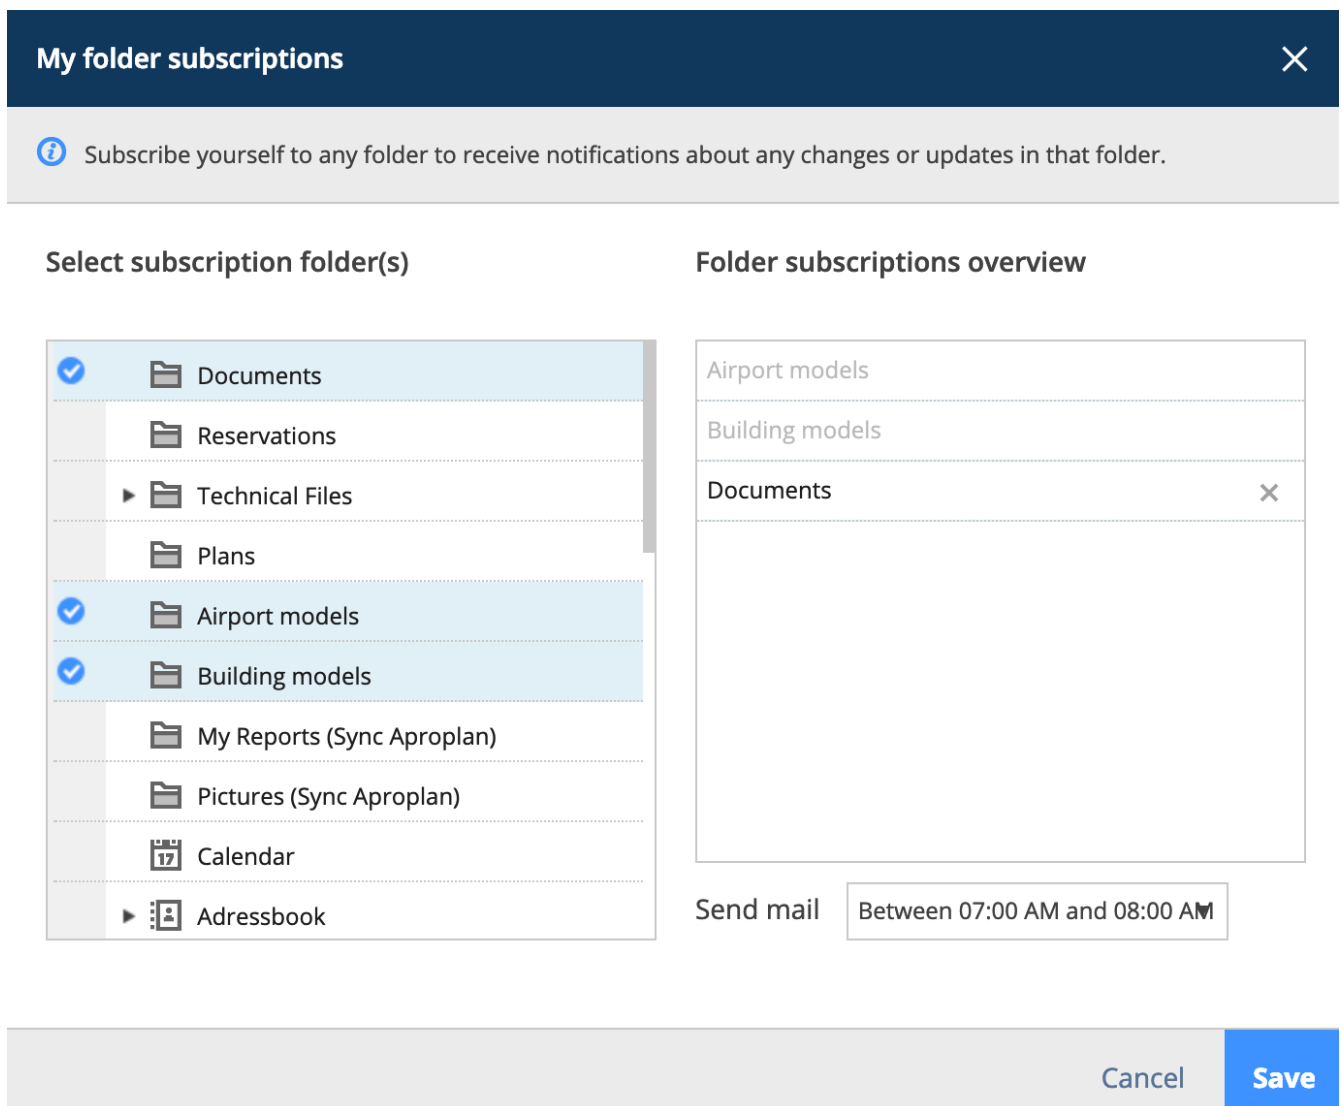 My folder subscriptions
Subscribe yourself to any folder to receive notifications about any changes or updates in that folder.
Select subscription folder(s)
Documents
Reservations
Technical Files
Plans
Airport models
Building models
My Reports (Sync Aproplan)
Pictures (Sync Aproplan)
17 Calendar
Adressbook
Folder subscriptions overview
Airport models
Building models
Documents
Send mail Between 07:00 AM and 08:00 AM
Cancel Save